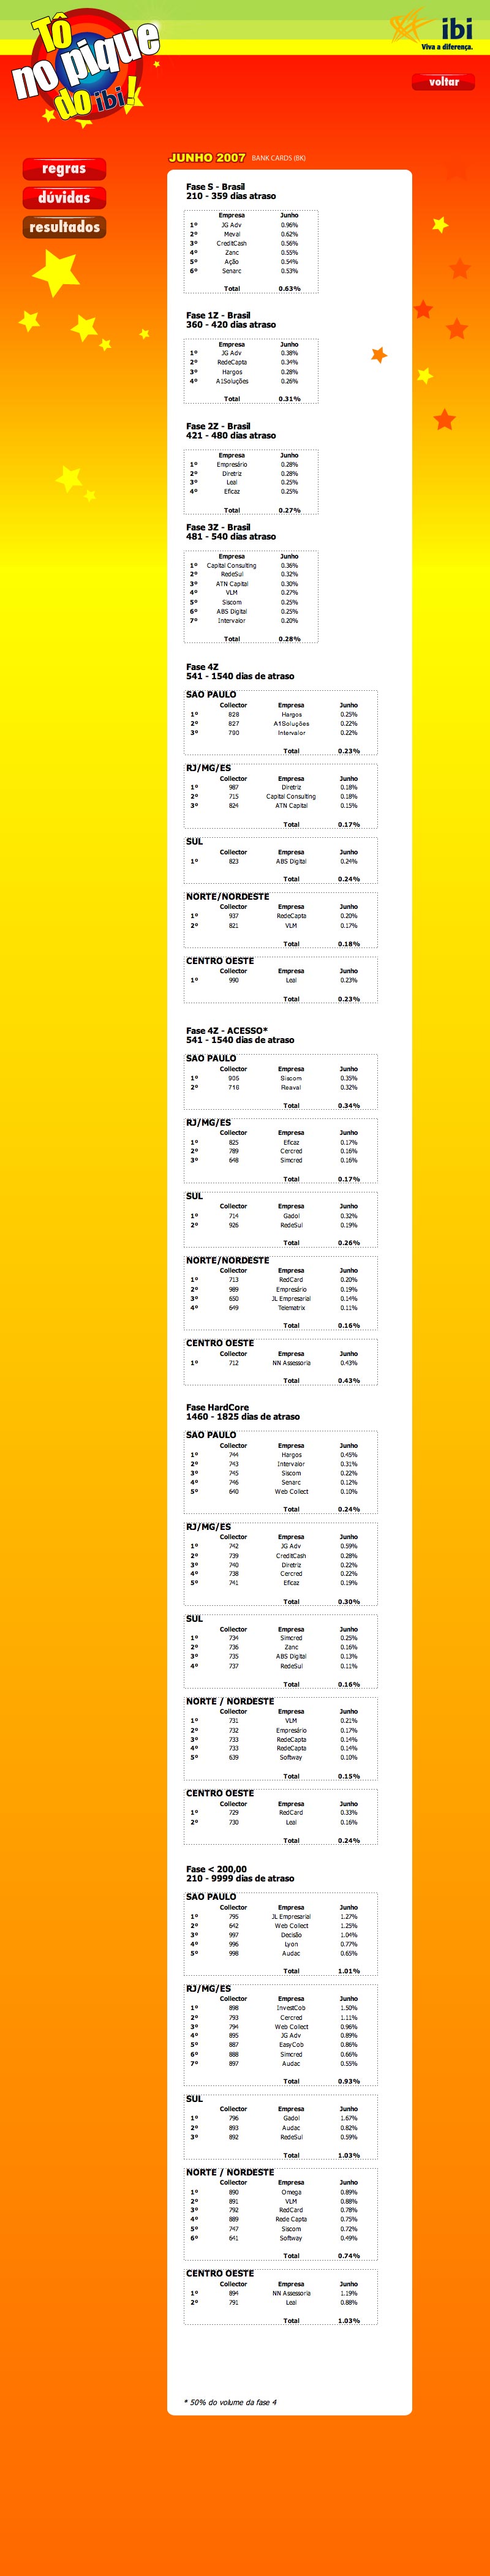 Tô
no pique
do ibi!
ibi
Viva a diferença.
voltar
regras
dúvidas
resultados
JUNHO 2007 BANK CARDS (BK)
Fase S - Brasil
210 - 359 dias atraso
Empresa Junho
1º JG Adv 0.96%
2º Meval 0.62%
3º CreditCash 0.56%
4º Zanc 0.55%
5º Ação 0.54%
6º Senarc 0.53%
Total 0.63%
Fase 1Z - Brasil
360 - 420 dias atraso
Empresa Junho
1º JG Adv 0.38%
2º RedeCapta 0.34%
3º Hargos 0.28%
4º A1Soluções 0.26%
Total 0.31%
Fase 2Z - Brasil
421 - 480 dias atraso
Empresa Junho
1º Empresário 0.28%
2º Diretriz 0.28%
3º Leal 0.25%
4º Eficaz 0.25%
Total 0.27%
Fase 3Z - Brasil
481 - 540 dias atraso
Empresa Junho
1º Capital Consulting 0.36%
2º RedeSul 0.32%
3º ATN Capital 0.30%
4º VLM 0.27%
5º Siscom 0.25%
6º ABS Digital 0.25%
7º Intervalor 0.20%
Total 0.28%
Fase 4Z
541 - 1540 dias de atraso
SAO PAULO
Collector Empresa Junho
1º 828 Hargos 0.25%
2º 827 A1Soluções 0.22%
3º 790 Intervalor 0.22%
Total 0.23%
RJ/MG/ES
Collector Empresa Junho
1º 987 Diretriz 0.18%
2º 715 Capital Consulting 0.18%
3º 824 ATN Capital 0.15%
Total 0.17%
SUL
Collector Empresa Junho
1º 823 ABS Digital 0.24%
Total 0.24%
NORTE/NORDESTE
Collector Empresa Junho
1º 937 RedeCapta 0.20%
2º 821 VLM 0.17%
Total 0.18%
CENTRO OESTE
Collector Empresa Junho
1º 990 Leal 0.23%
Total 0.23%
Fase 4Z - ACESSO*
541 - 1540 dias de atraso
SAO PAULO
Collector Empresa Junho
1º 905 Siscom 0.35%
2º 716 Reaval 0.32%
Total 0.34%
RJ/MG/ES
Collector Empresa Junho
1º 825 Eficaz 0.17%
2º 789 Cercred 0.16%
3º 648 Simcred 0.16%
Total 0.17%
SUL
Collector Empresa Junho
1º 714 Gadol 0.32%
2º 926 RedeSul 0.19%
Total 0.26%
NORTE/NORDESTE
Collector Empresa Junho
1º 713 RedCard 0.20%
2º 989 Empresário 0.19%
3º 650 JL Empresarial 0.14%
4º 649 Telematrix 0.11%
Total 0.16%
CENTRO OESTE
Collector Empresa Junho
1º 712 NN Assessoria 0.43%
Total 0.43%
Fase HardCore
1460 - 1825 dias de atraso
SAO PAULO
Collector Empresa Junho
1º 744 Hargos 0.45%
2º 743 Intervalor 0.31%
3º 745 Siscom 0.22%
4º 746 Senarc 0.12%
5º 640 Web Collect 0.10%
Total 0.24%
RJ/MG/ES
Collector Empresa Junho
1º 742 JG Adv 0.59%
2º 739 CreditCash 0.28%
3º 740 Diretriz 0.22%
4º 738 Cercred 0.22%
5º 741 Eficaz 0.19%
Total 0.30%
SUL
Collector Empresa Junho
1º 734 Simcred 0.25%
2º 736 Zanc 0.16%
3º 735 ABS Digital 0.13%
4º 737 RedeSul 0.11%
Total 0.16%
NORTE / NORDESTE
Collector Empresa Junho
1º 731 VLM 0.21%
2º 732 Empresário 0.17%
3º 733 RedeCapta 0.14%
4º 733 RedeCapta 0.14%
5º 639 Softway 0.10%
Total 0.15%
CENTRO OESTE
Collector Empresa Junho
1º 729 RedCard 0.33%
2º 730 Leal 0.16%
Total 0.24%
Fase < 200,00
210 - 9999 dias de atraso
SAO PAULO
Collector Empresa Junho
1º 795 JL Empresarial 1.27%
2º 642 Web Collect 1.25%
3º 997 Decisão 1.04%
4º 996 Lyon 0.77%
5º 998 Audac 0.65%
Total 1.01%
RJ/MG/ES
Collector Empresa Junho
1º 898 InvestCob 1.50%
2º 793 Cercred 1.11%
3º 794 Web Collect 0.96%
4º 895 JG Adv 0.89%
5º 887 EasyCob 0.86%
6º 888 Simcred 0.66%
7º 897 Audac 0.55%
Total 0.93%
SUL
Collector Empresa Junho
1º 796 Gadol 1.67%
2º 893 Audac 0.82%
3º 892 RedeSul 0.59%
Total 1.03%
NORTE / NORDESTE
Collector Empresa Junho
1º 890 Omega 0.89%
2º 891 VLM 0.88%
3º 792 RedCard 0.78%
4º 889 Rede Capta 0.75%
5º 747 Siscom 0.72%
6º 641 Softway 0.49%
Total 0.74%
CENTRO OESTE
Collector Empresa Junho
1º 894 NN Assessoria 1.19%
2º 791 Leal 0.88%
Total 1.03%
* 50% do volume da fase 4